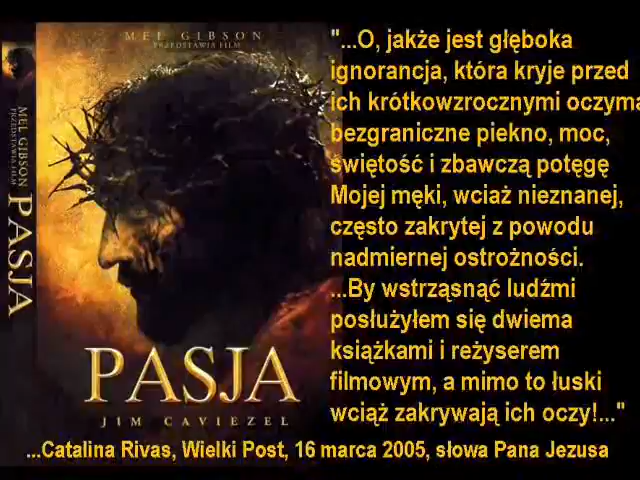 MEL GIBSON
PRZEDSTAWIA FILM
PASJA
MEL GIBSON
PRZEDSTAWIA FILM
PASJA
JIM CAVIEZEL
"...O, jakże jest głęboka
ignorancja, która kryje przed
ich krótkowzrocznymi oczyma
bezgraniczne piekno, moc,
świętość i zbawczą potęgę
Mojej męki, wciaż nieznanej,
często zakrytej z powodu
nadmiernej ostrożności.
...By wstrząsnąć ludźmi
posłużyłem się dwiema
książkami i reżyserem
filmowym, a mimo to łuski
wciąż zakrywają ich oczy!..."
...Catalina Rivas, Wielki Post, 16 marca 2005, słowa Pana Jezusa